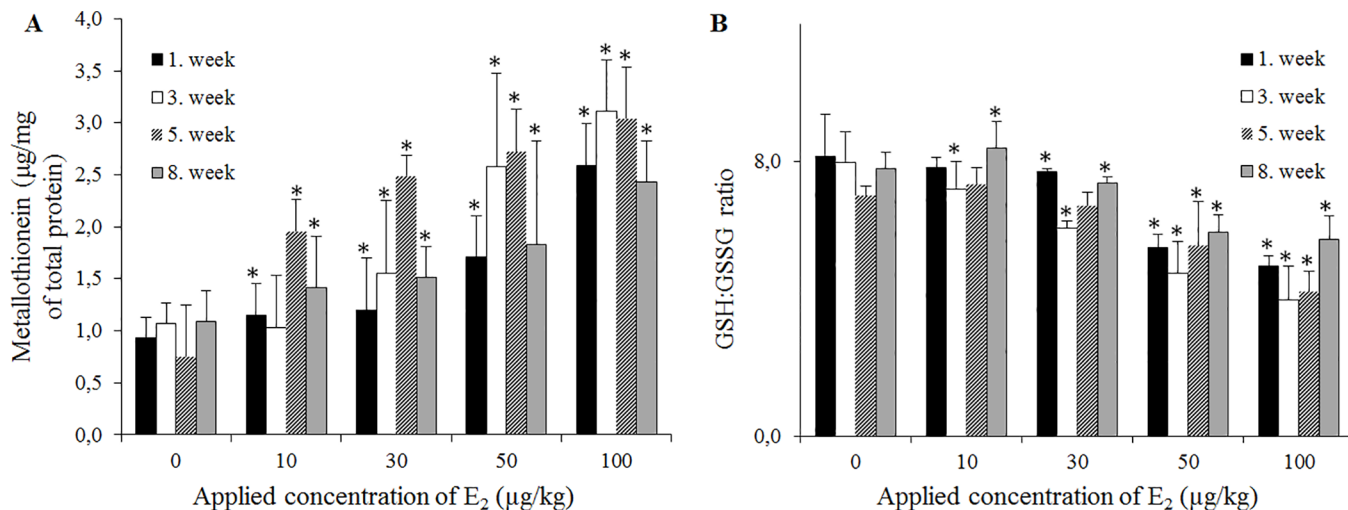 A
Metallothionein (µg/mg
of total protein)
4,0
3,5
3,0
2,5
2,0
1,5
1,0
0,5
0,0
1. week
3. week
5. week
8. week
* * * * * * * * * * * * * *
0 10 30 50 100
Applied concentration of E₂ (µg/kg)
B
GSH:GSSG ratio
8,0
0,0
1. week
3. week
5. week
8. week
* * * * * * * * * * * * *
0 10 30 50 100
Applied concentration of E₂ (µg/kg)